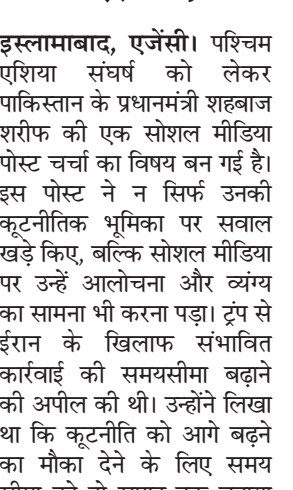 इस्लामाबाद, एजेंसी। पश्चिम
एशिया संघर्ष को लेकर
पाकिस्तान के प्रधानमंत्री शहबाज
शरीफ की एक सोशल मीडिया
पोस्ट चर्चा का विषय बन गई है।
इस पोस्ट ने न सिर्फ उनकी
कूटनीतिक भूमिका पर सवाल
खड़े किए, बल्कि सोशल मीडिया
पर उन्हें आलोचना और व्यंग्य
का सामना भी करना पड़ा। ट्रंप से
ईरान के खिलाफ संभावित
कार्रवाई की समयसीमा बढ़ाने
की अपील की थी। उन्होंने लिखा
था कि कूटनीति को आगे बढ़ने
का मौका देने के लिए समय